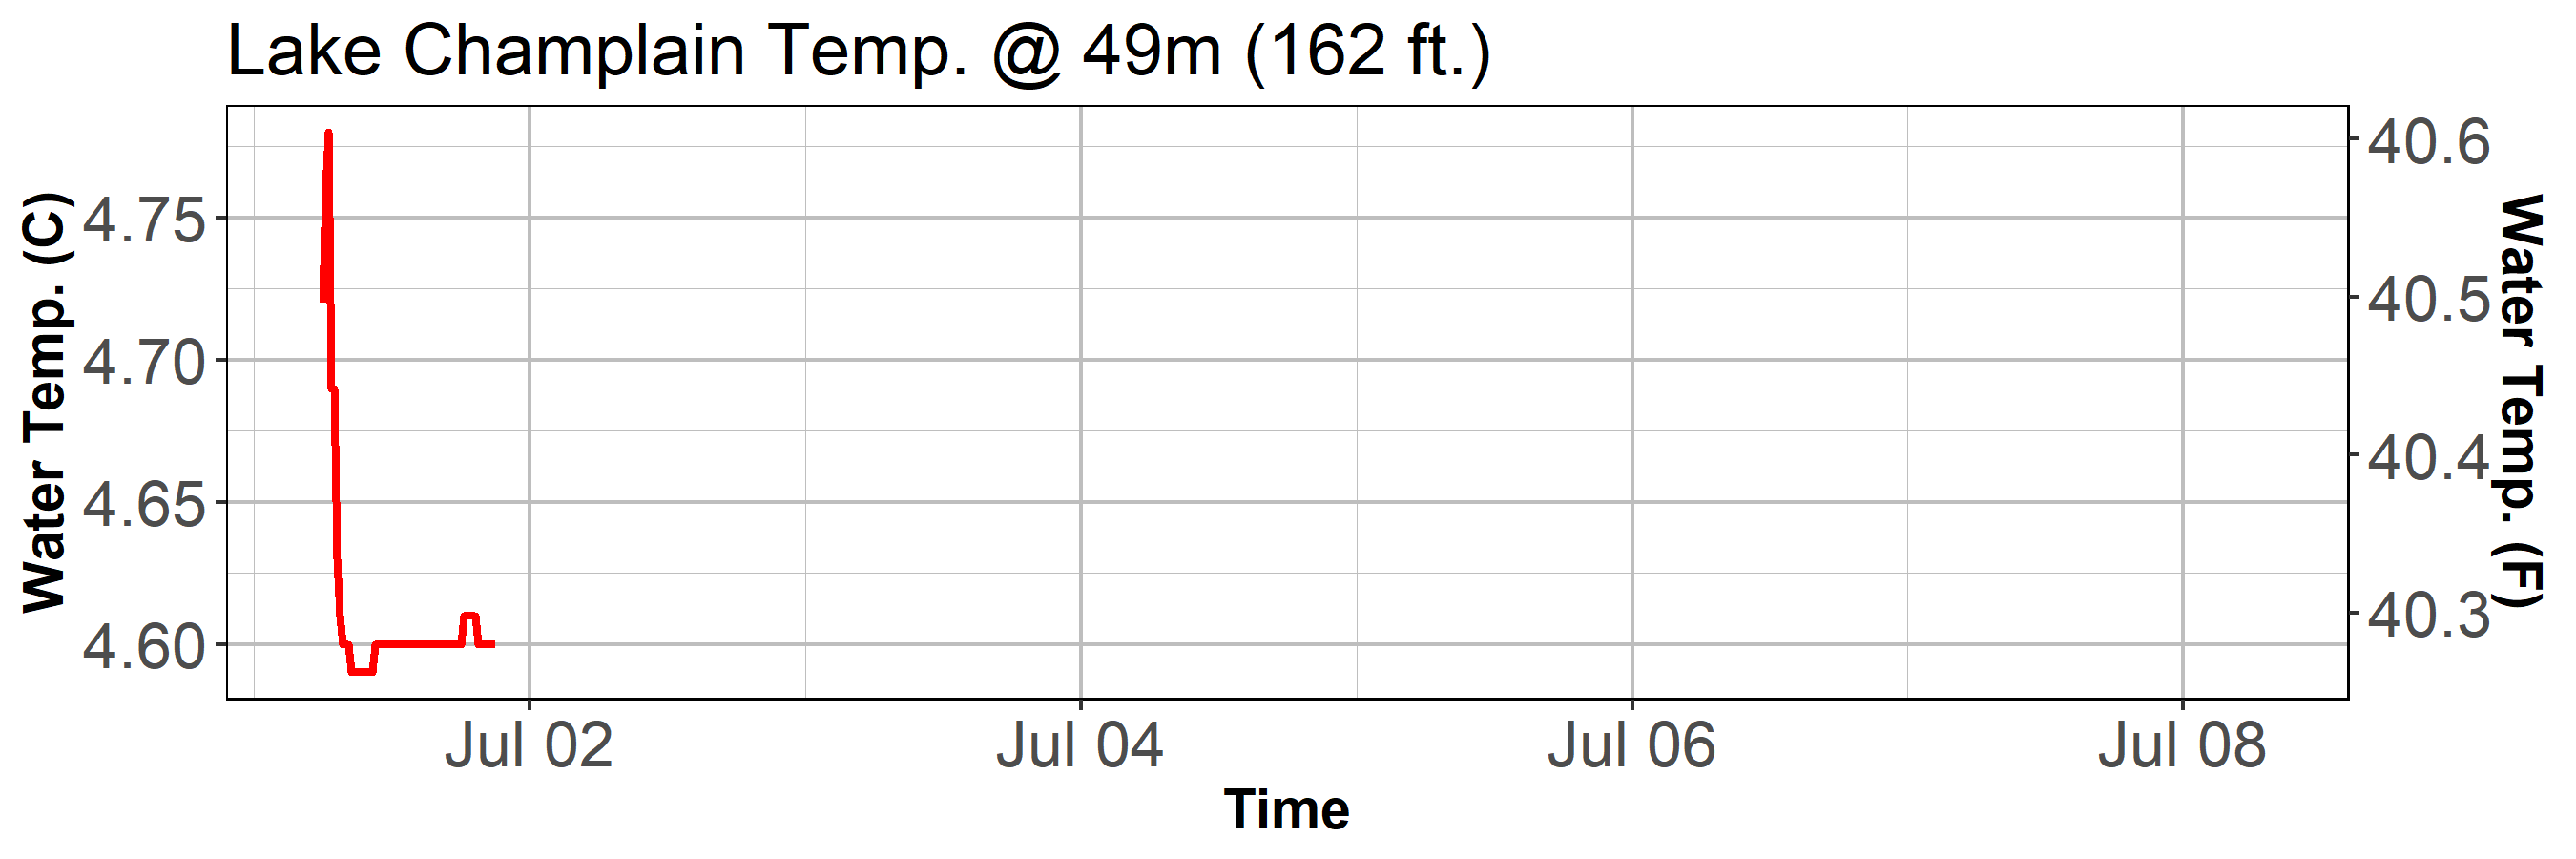 Lake Champlain Temp. @ 49m (162 ft.)
Water Temp. (C)
4.75
4.70
4.65
4.60
40.6
40.5
40.4
40.3
Water Temp. (F)
Jul 02 Jul 04 Jul 06 Jul 08
Time